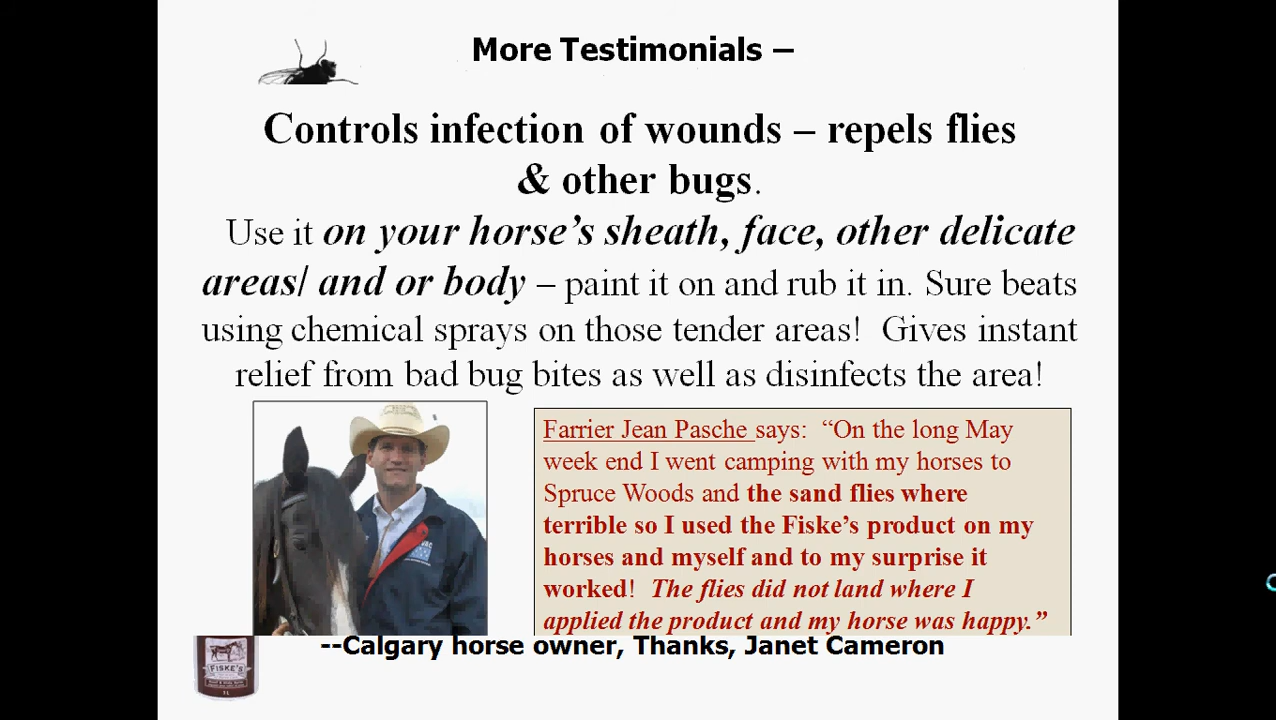 More Testimonials –
Controls infection of wounds – repels flies
& other bugs.
Use it on your horse’s sheath, face, other delicate
areas/ and or body – paint it on and rub it in. Sure beats
using chemical sprays on those tender areas! Gives instant
relief from bad bug bites as well as disinfects the area!
Farrier Jean Pasche says: “On the long May
week end I went camping with my horses to
Spruce Woods and the sand flies where
terrible so I used the Fiske’s product on my
horses and myself and to my surprise it
worked! The flies did not land where I
applied the product and my horse was happy.”
--Calgary horse owner, Thanks, Janet Cameron
FISKE'S